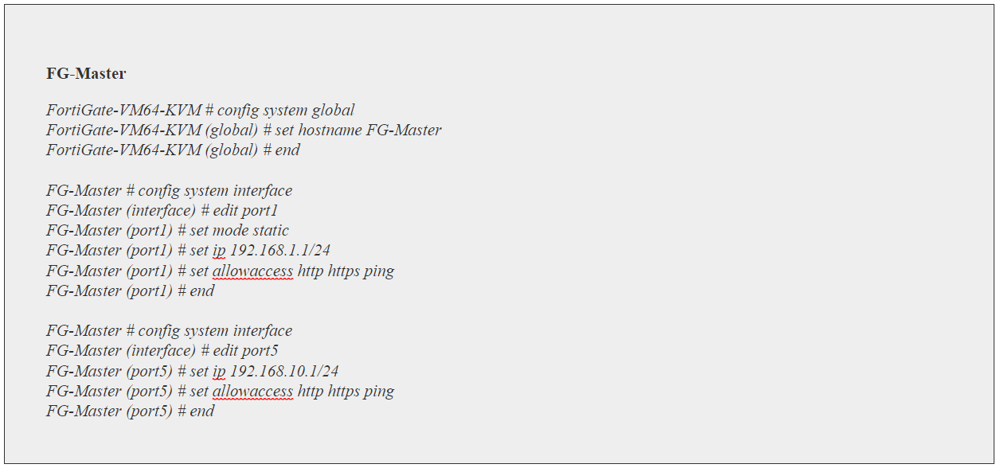 FG-Master
FortiGate-VM64-KVM # config system global
FortiGate-VM64-KVM (global) # set hostname FG-Master
FortiGate-VM64-KVM (global) # end
FG-Master # config system interface
FG-Master (interface) # edit port1
FG-Master (port1) # set mode static
FG-Master (port1) # set ip 192.168.1.1/24
FG-Master (port1) # set allowaccess http https ping
FG-Master (port1) # end
FG-Master # config system interface
FG-Master (interface) # edit port5
FG-Master (port5) # set ip 192.168.10.1/24
FG-Master (port5) # set allowaccess http https ping
FG-Master (port5) # end